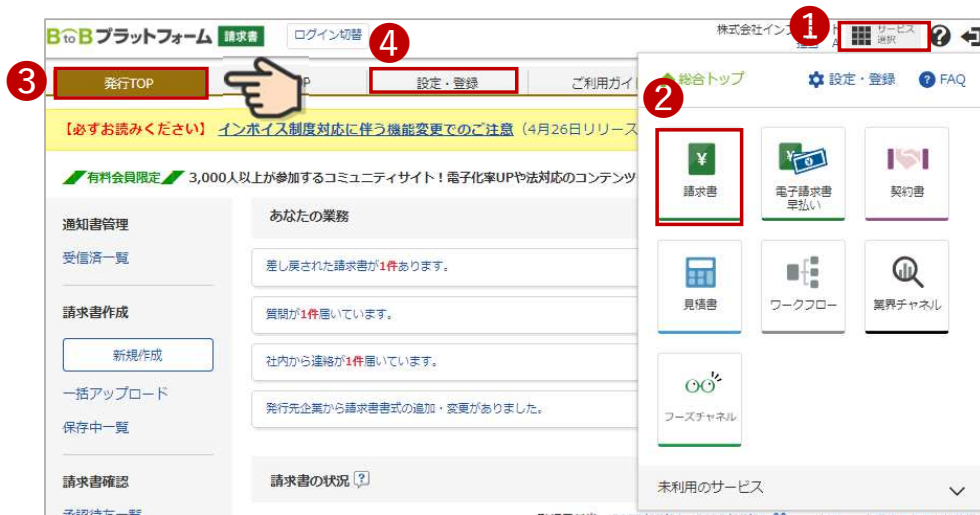 BtoBプラットフォーム 請求書 ログイン切替
株式会社イン
1
サービス
選択
?
4
3
発行TOP
設定・登録
ご利用ガイ
総合トップ 設定・登録 ? FAQ
2
【必ずお読みください】 インボイス制度対応に伴う機能変更でのご注意（4月26日リリース
有料会員限定 3,000人以上が参加するコミュニティサイト！電子化率UPや法対応のコンテンツ
¥
請求書
¥
電子請求書
早払い
契約書
通知書管理
受信済一覧
請求書作成
新規作成
一括アップロード
保存中一覧
請求書確認
承認待ち一覧
あなたの業務
差し戻された請求書が1件あります。
質問が1件届いています。
社内から連絡が1件届いています。
発行先企業から請求書書式の追加・変更がありました。
請求書の状況 ?
見積書
ワークフロー
業界チャネル
フーズチャネル
未利用のサービス